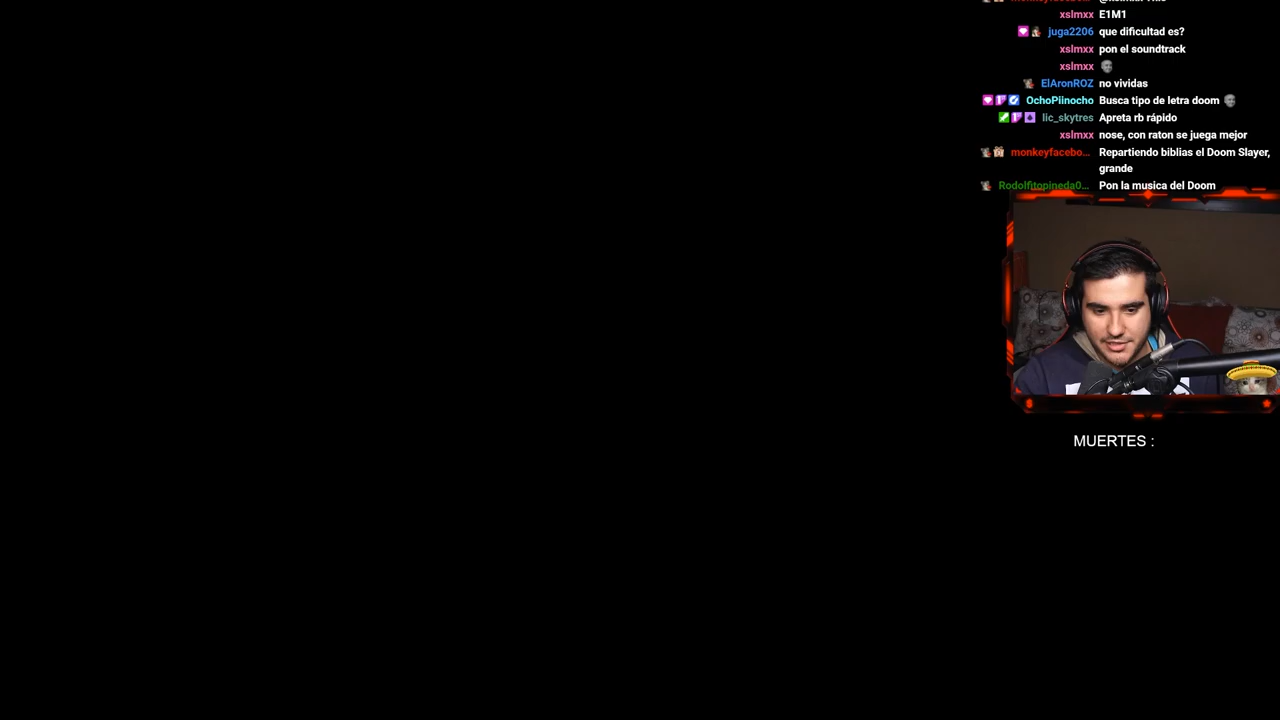 xslmxx E1M1
juga2206 que dificultad es?
xslmxx pon el soundtrack
xslmxx
ElAronROZ no vividas
OchoPiinocho Busca tipo de letra doom
lic_skytres Apreta rb rápido
xslmxx nose, con raton se juega mejor
monkeyfacebo... Repartiendo biblias el Doom Slayer,
grande
Rodolfitopineda0... Pon la musica del Doom
MUERTES :